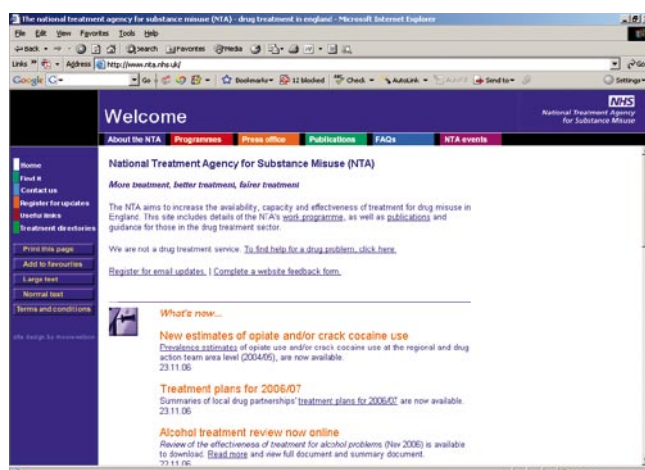 The national treatment agency for substance misuse (NTA) - drug treatment in england - Microsoft Internet Explorer
File Edit View Favorites Tools Help
Back Search Favorites Media
Links Address http://www.nta.nhs.uk/ Go
Google G Go Bookmarks 12 blocked Check AutoLink Send to Settings
NHS
National Treatment Agency
for Substance Misuse
Welcome
About the NTA Programmes Press office Publications FAQs NTA events
Home
Find it
Contact us
Register for updates
Useful links
Treatment directories
Print this page
Add to favourites
Large text
Normal text
Terms and conditions
National Treatment Agency for Substance Misuse (NTA)
More treatment, better treatment, fairer treatment
The NTA aims to increase the availability, capacity and effectiveness of treatment for drug misuse in
England. This site includes details of the NTA's work programme, as well as publications and
guidance for those in the drug treatment sector.
We are not a drug treatment service. To find help for a drug problem, click here.
Register for email updates. | Complete a website feedback form.
What's new...
New estimates of opiate and/or crack cocaine use
Prevalence estimates of opiate use and/or crack cocaine use at the regional and drug
action team area level (2004/05), are now available.
23.11.06
Treatment plans for 2006/07
Summaries of local drug partnerships' treatment plans for 2006/07 are now available.
23.11.06
Alcohol treatment review now online
Review of the effectiveness of treatment for alcohol problems (Nov 2006) is available
to download. Read more and view full document and summary document.
22.11.06